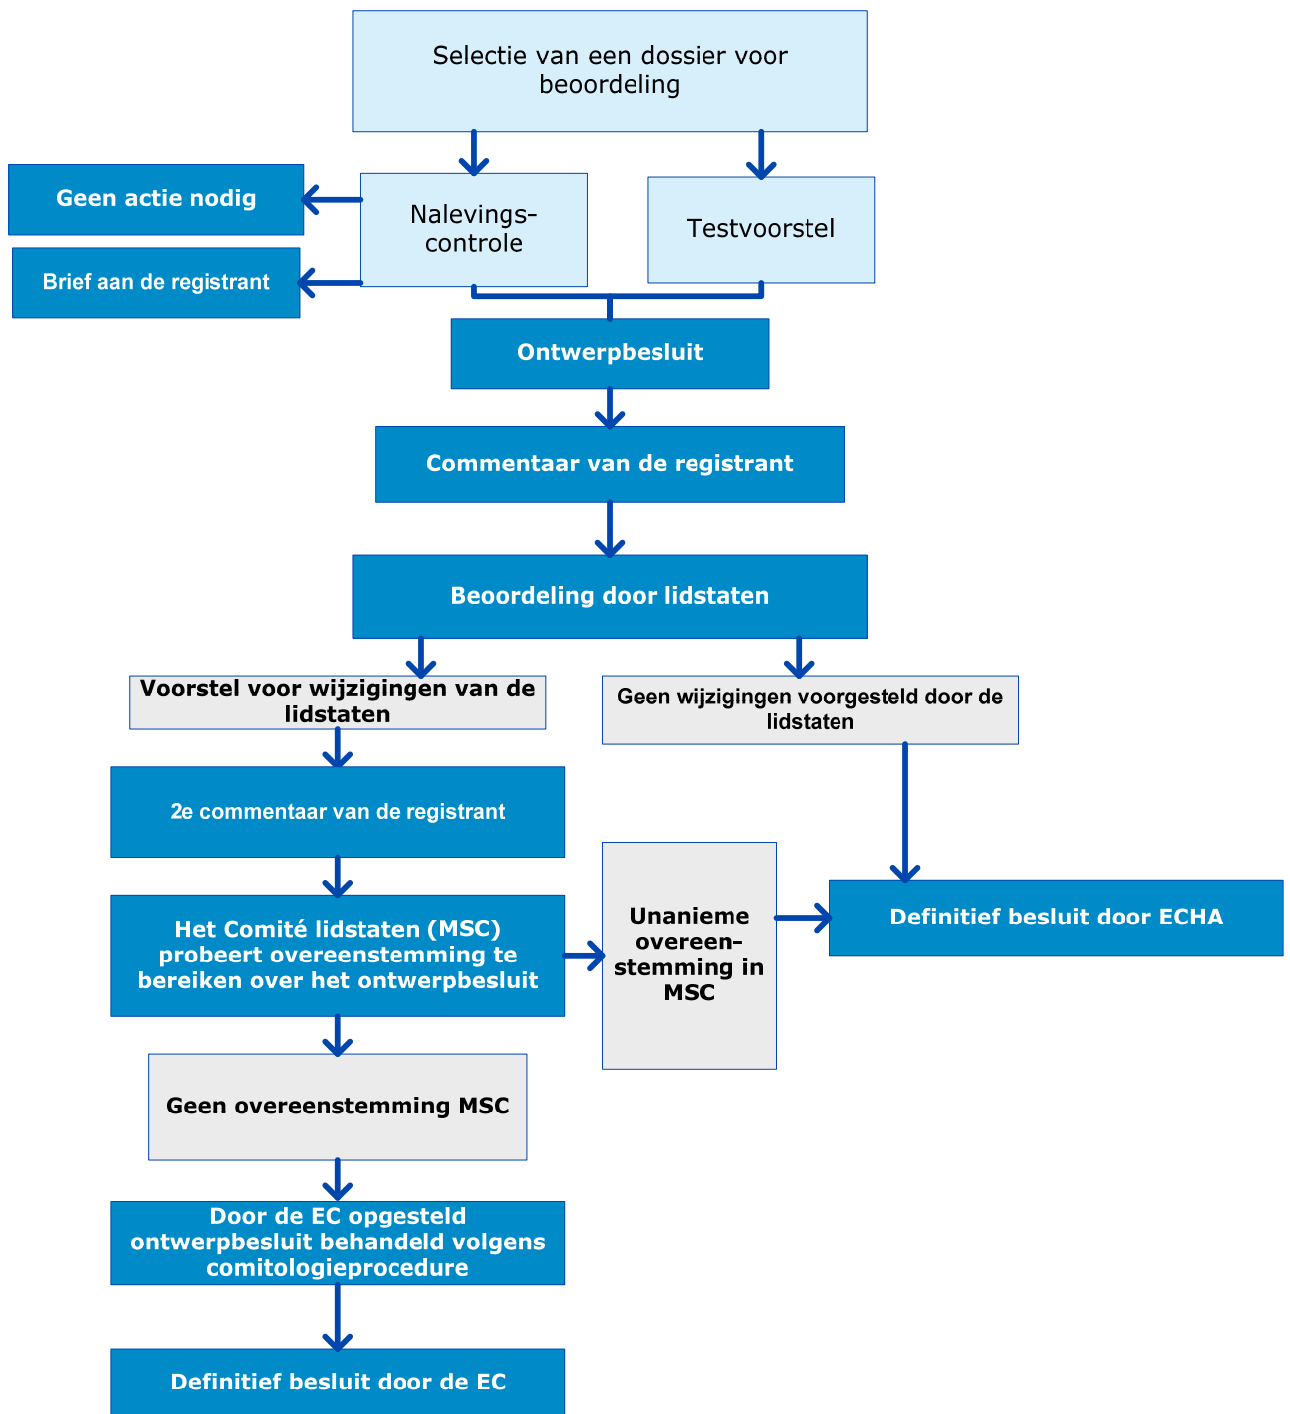 Selectie van een dossier voor
beoordeling
Geen actie nodig
Nalevings–
controle
Testvoorstel
Brief aan de registrant
Ontwerpbesluit
Commentaar van de registrant
Beoordeling door lidstaten
Voorstel voor wijzigingen van de
lidstaten
Geen wijzigingen voorgesteld door de
lidstaten
2e commentaar van de registrant
Het Comité lidstaten (MSC)
probeert overeenstemming te
bereiken over het ontwerpbesluit
Unanieme
overeen–
stemming in
MSC
Definitief besluit door ECHA
Geen overeenstemming MSC
Door de EC opgesteld
ontwerpbesluit behandeld volgens
comitologieprocedure
Definitief besluit door de EC